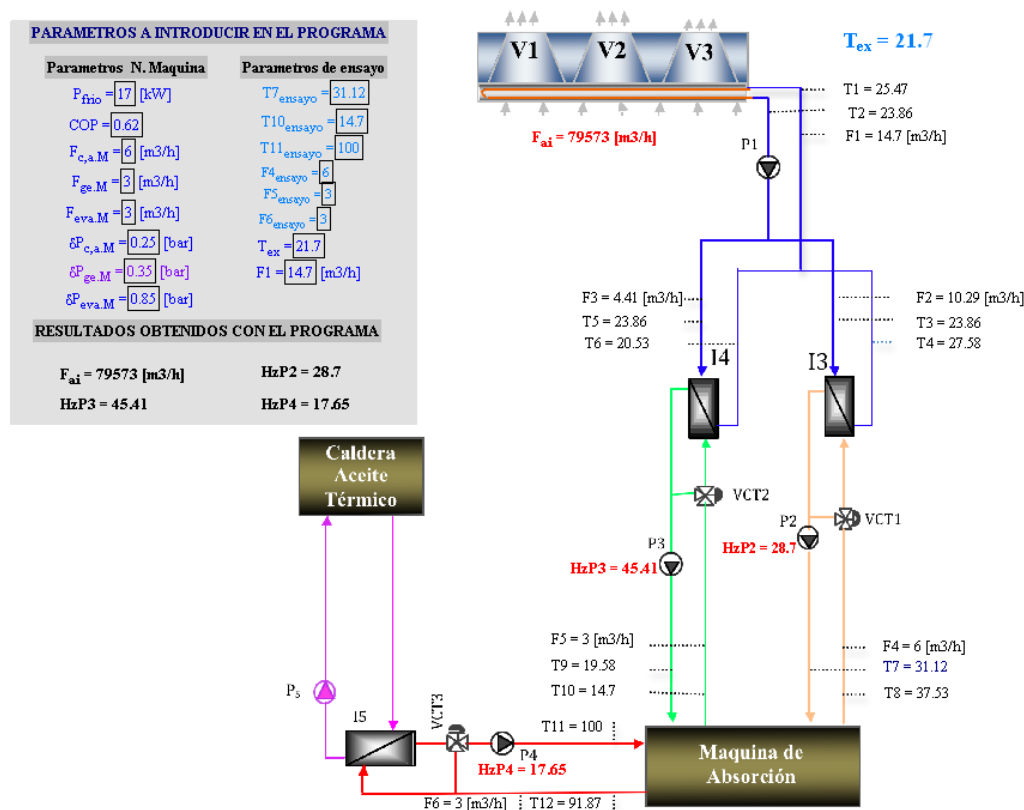 PARAMETROS A INTRODUCIR EN EL PROGRAMA
Parametros N. Maquina
Parametros de ensayo
Pfrio = 17 [kW]
T7ensayo = 31.12
COP = 0.62
T10ensayo = 14.7
Fc,a.M = 6 [m3/h]
T11ensayo = 100
Fge.M = 3 [m3/h]
F4ensayo = 6
F5ensayo = 3
Feva.M = 3 [m3/h]
F6ensayo = 3
δPc,a.M = 0.25 [bar]
Tex = 21.7
δPge.M = 0.35 [bar]
F1 = 14.7 [m3/h]
δPeva.M = 0.85 [bar]
RESULTADOS OBTENIDOS CON EL PROGRAMA
Fai = 79573 [m3/h]
HzP2 = 28.7
HzP3 = 45.41
HzP4 = 17.65
V1
V2
V3
Tex = 21.7
T1 = 25.47
T2 = 23.86
F1 = 14.7 [m3/h]
Fai = 79573 [m3/h]
P1
F3 = 4.41 [m3/h]
T5 = 23.86
T6 = 20.53
F2 = 10.29 [m3/h]
T3 = 23.86
T4 = 27.58
I4
I3
Caldera
Aceite
Térmico
VCT2
P2
VCT1
P3
HzP2 = 28.7
HzP3 = 45.41
F5 = 3 [m3/h]
T9 = 19.58
T10 = 14.7
F4 = 6 [m3/h]
T7 = 31.12
T8 = 37.53
P5
I5
VCT3
T11 = 100
P4
HzP4 = 17.65
Maquina de
Absorción
F6 = 3 [m3/h]
T12 = 91.87